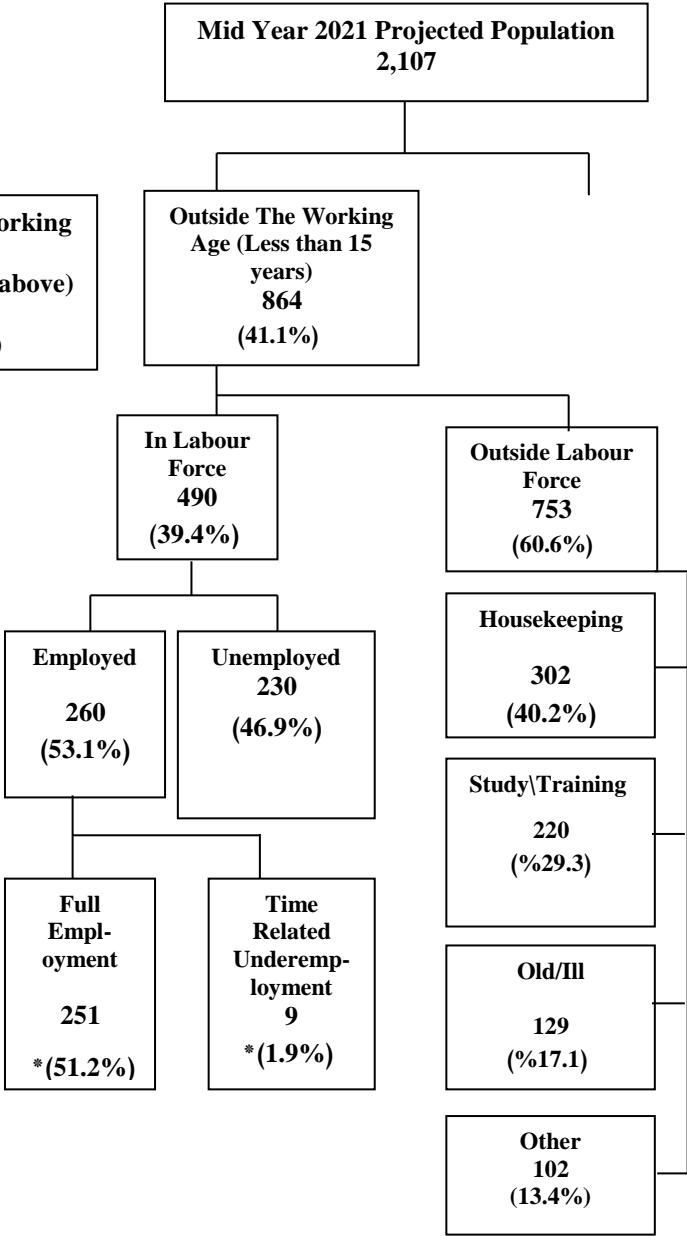 Mid Year 2021 Projected Population
2,107
orking
above)
)
Outside The Working
Age (Less than 15
years)
864
(41.1%)
In Labour
Force
490
(39.4%)
Outside Labour
Force
753
(60.6%)
Employed
260
(53.1%)
Unemployed
230
(46.9%)
Housekeeping
302
(40.2%)
Study\Training
220
(%29.3)
Full
Empl-
oyment
251
*(51.2%)
Time
Related
Underemp-
loyment
9
*(1.9%)
Old/Ill
129
(%17.1)
Other
102
(13.4%)